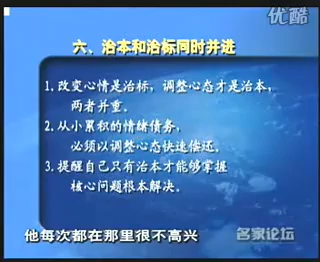 优酷
六、治本和治标同时并进
1.改变心情是治标，调整心态才是治本，
两者并重。
2.从小累积的情绪债务，
必须以调整心态快速偿还。
3.提醒自己只有治本才能够掌握
核心问题根本解决。
他每次都在那里很不高兴
名家论坛